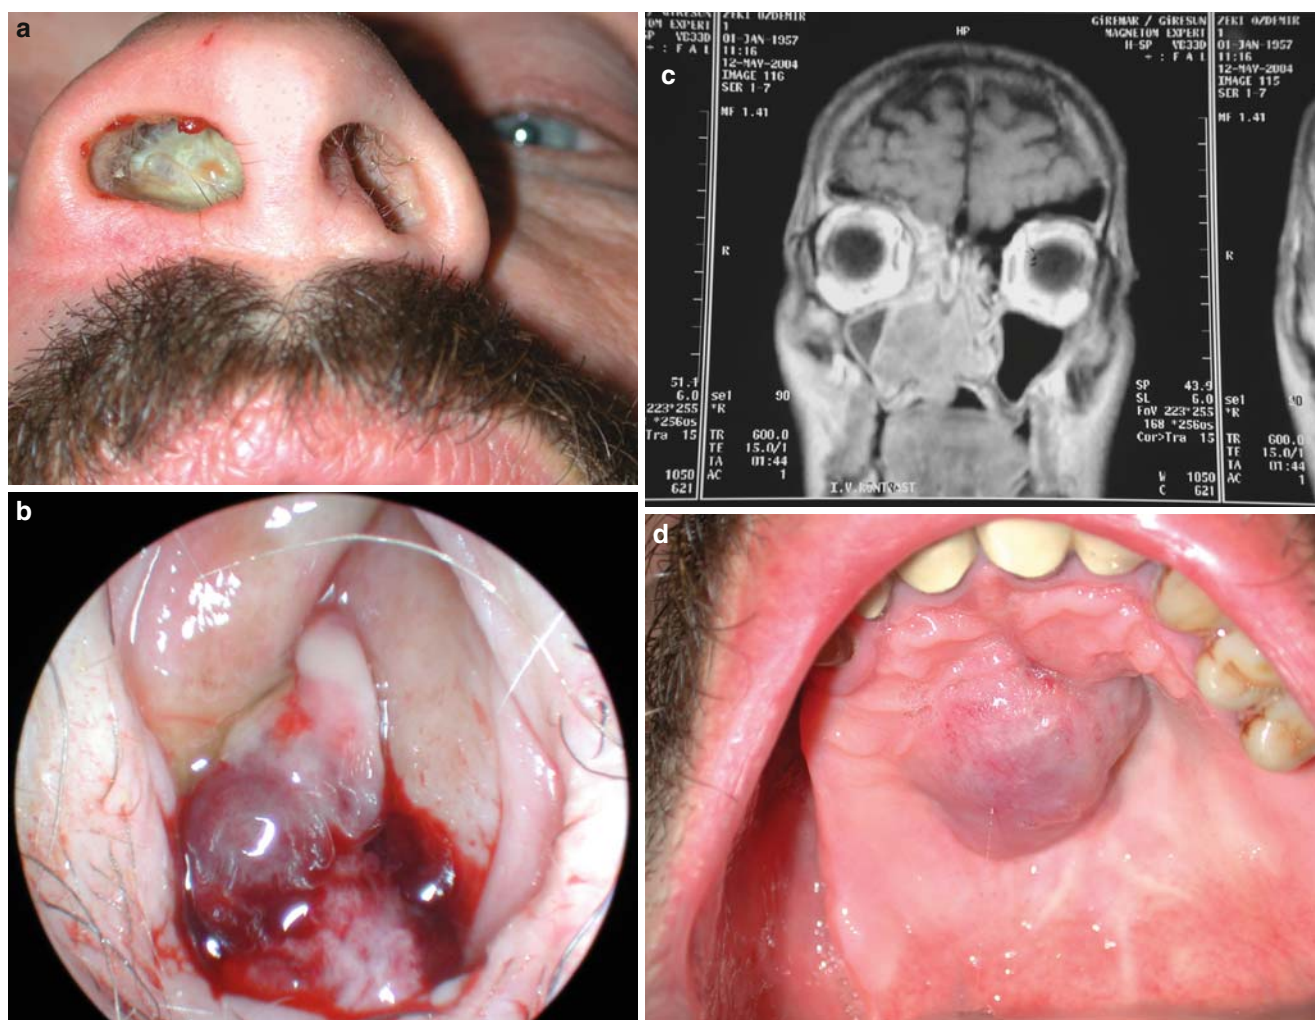 a
b
c
d
ZEKI OZDEMIR
1
01-JAN-1957
11:16
12-MAY-2004
IMAGE 116
SER 1-7
MF 1.41
HP
GiREMAR / GiRESUN
MAGNETOM EXPERT
H-SP VB33D
+ : F A L
R
SP 43.9
SL 6.0
FoV 223*255
168 *256os
Cor>Tra 15
W 1050
C 621
sel 90
*R
TR 600.0
TE 15.0/1
TA 01:44
AC 1
I.V.KONTRAST
51.1
6.0
223*255
*256os
Tra 15
1050
621
ZEKI OZDEMIR
1
01-JAN-1957
11:16
12-MAY-2004
IMAGE 115
SER 1-7
MF 1.41
R
sel 90
*R
TR 600.0
TE 15.0/1
TA 01:44
AC 1